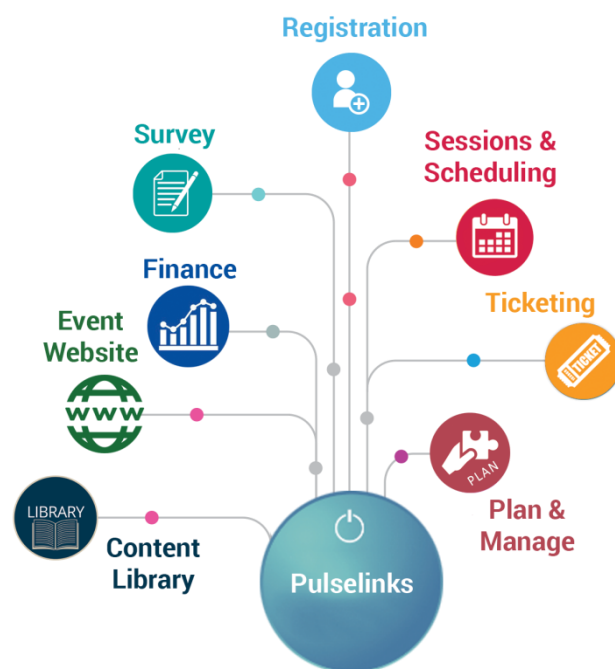 Registration
Survey
Sessions &
Scheduling
Finance
Ticketing
Event
Website
TICKET
WWW
PLAN
LIBRARY
Plan &
Manage
Content
Library
Pulselinks